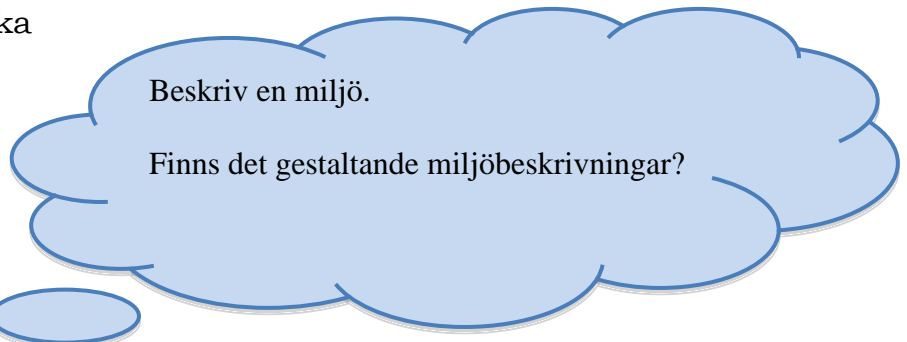 ka
Beskriv en miljö.
Finns det gestaltande miljöbeskrivningar?